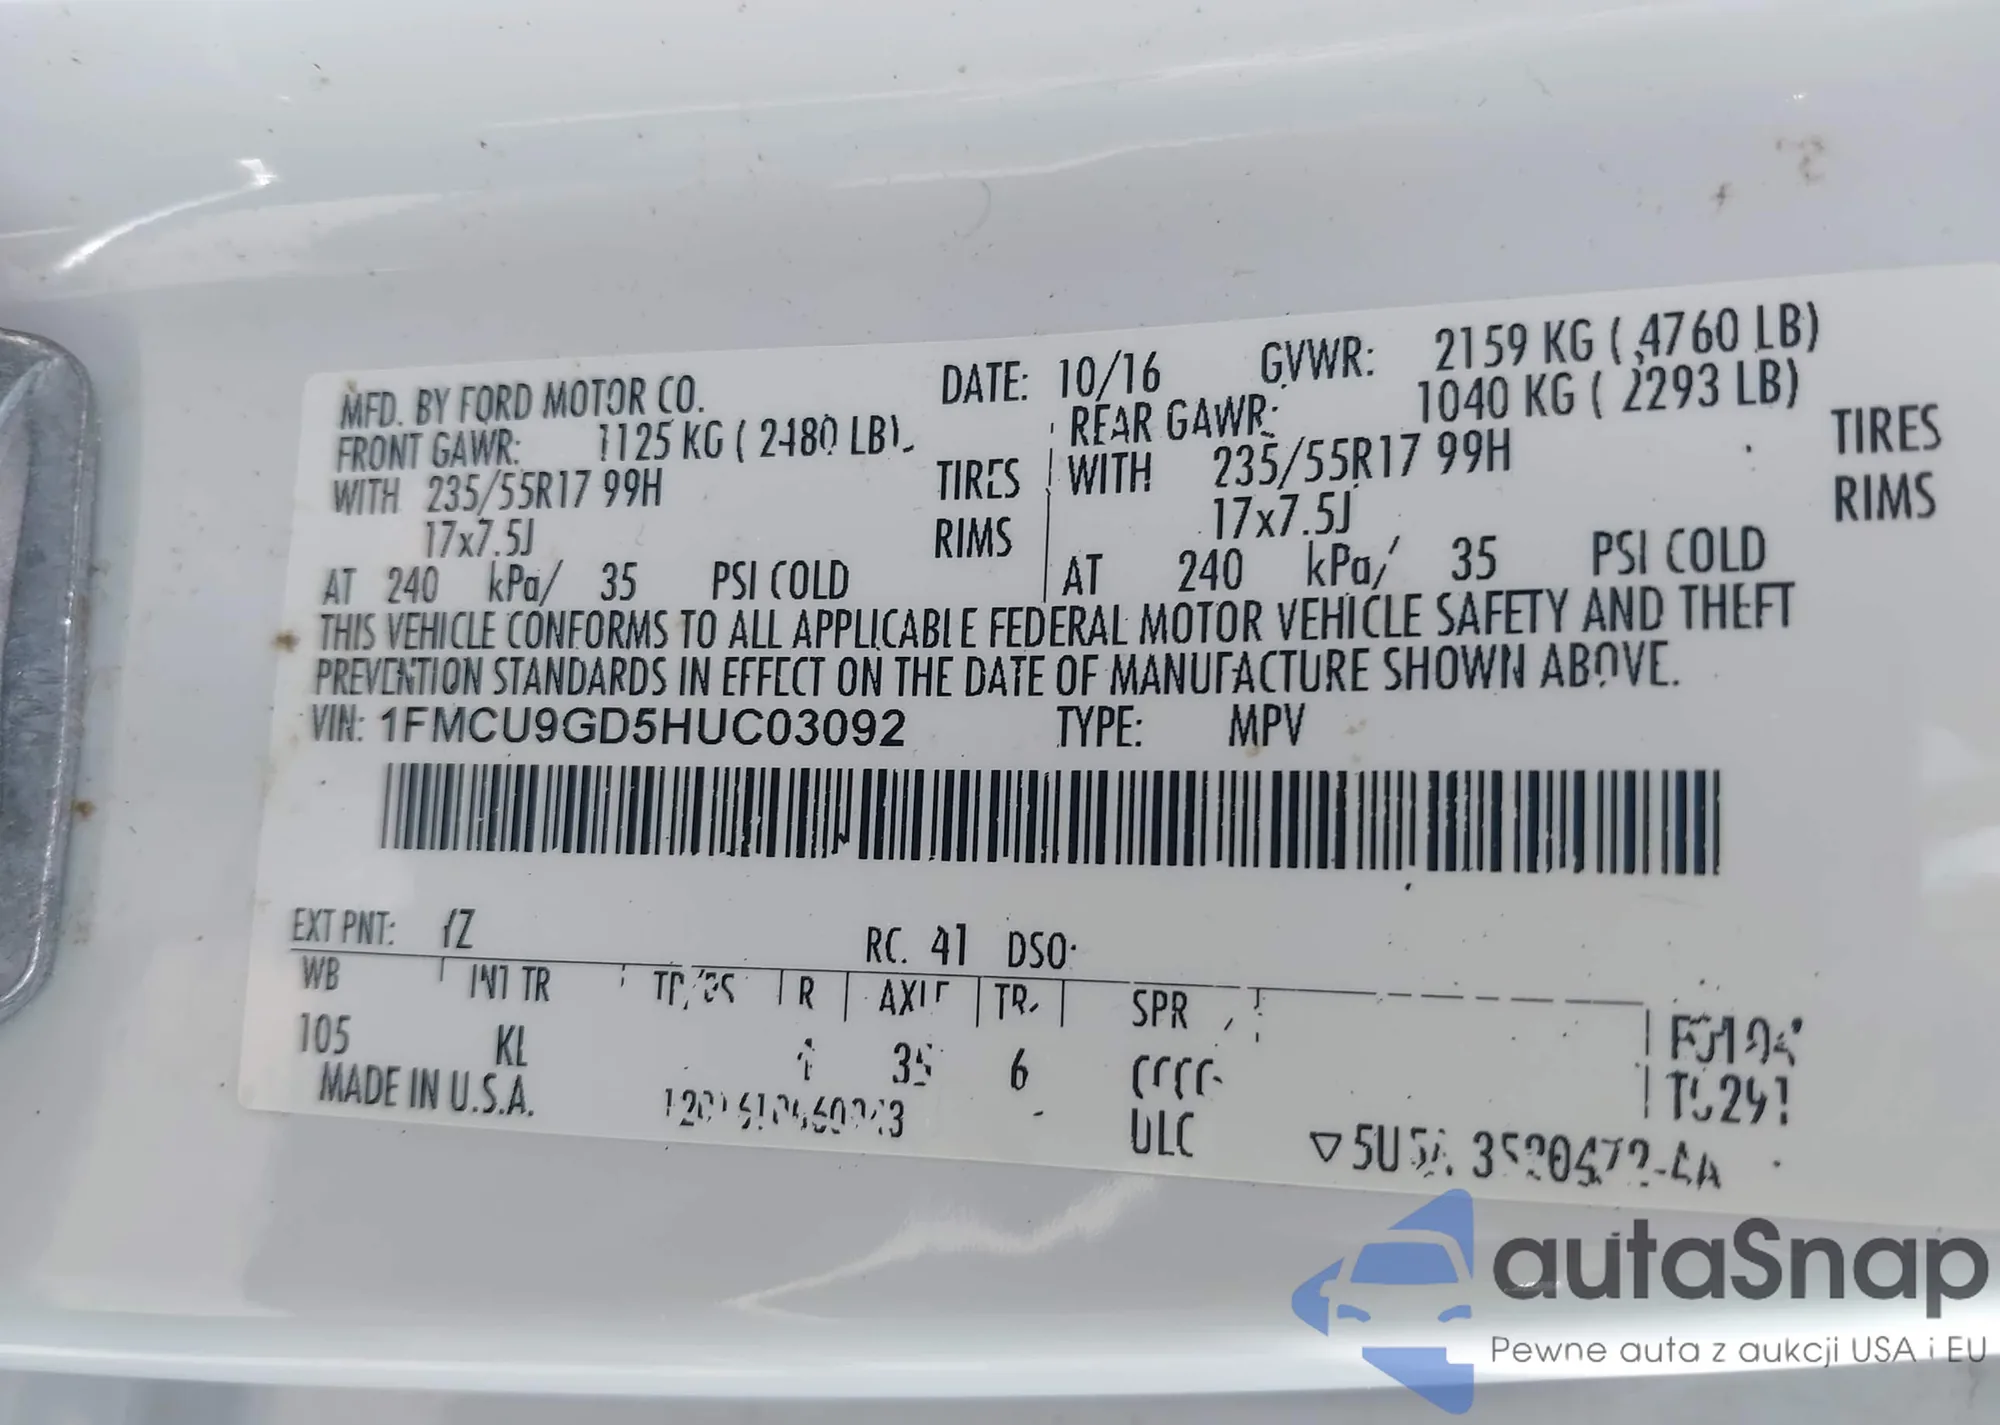 MFD. BY FORD MOTOR CO. DATE: 10/16 GVWR: 2159 KG ( 4760 LB)
FRONT GAWR: 1125 KG ( 2480 LB) REAR GAWR: 1040 KG ( 2293 LB)
WITH 235/55R17 99H TIRES WITH 235/55R17 99H TIRES
17x7.5J RIMS 17x7.5J RIMS
AT 240 kPa/ 35 PSI COLD AT 240 kPa/ 35 PSI COLD
THIS VEHICLE CONFORMS TO ALL APPLICABLE FEDERAL MOTOR VEHICLE SAFETY AND THEFT
PREVENTION STANDARDS IN EFFECT ON THE DATE OF MANUFACTURE SHOWN ABOVE.
VIN: 1FMCU9GD5HUC03092 TYPE: MPV
EXT PNT: RC: 41 DSO:
WB INT TR R AXLE TR SPR
105 KL 35 6
MADE IN U.S.A. ULC
autaSnap
Pewne auta z aukcji USA i EU